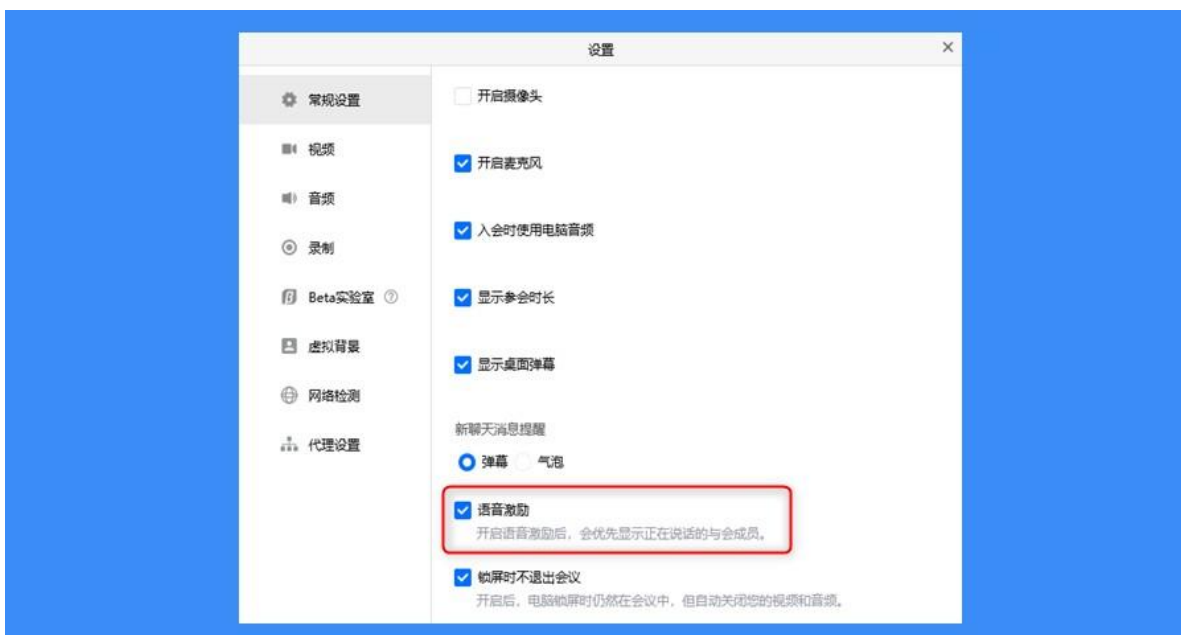 设置
常规设置
视频
音频
录制
Beta实验室
虚拟背景
网络检测
代理设置
开启摄像头
开启麦克风
入会时使用电脑音频
显示参会时长
显示桌面弹幕
新聊天消息提醒
弹幕 气泡
语音激励
开启语音激励后，会优先显示正在说话的与会成员。
锁屏时不退出会议
开启后，电脑锁屏时仍然在会议中，但自动关闭您的视频和音频。